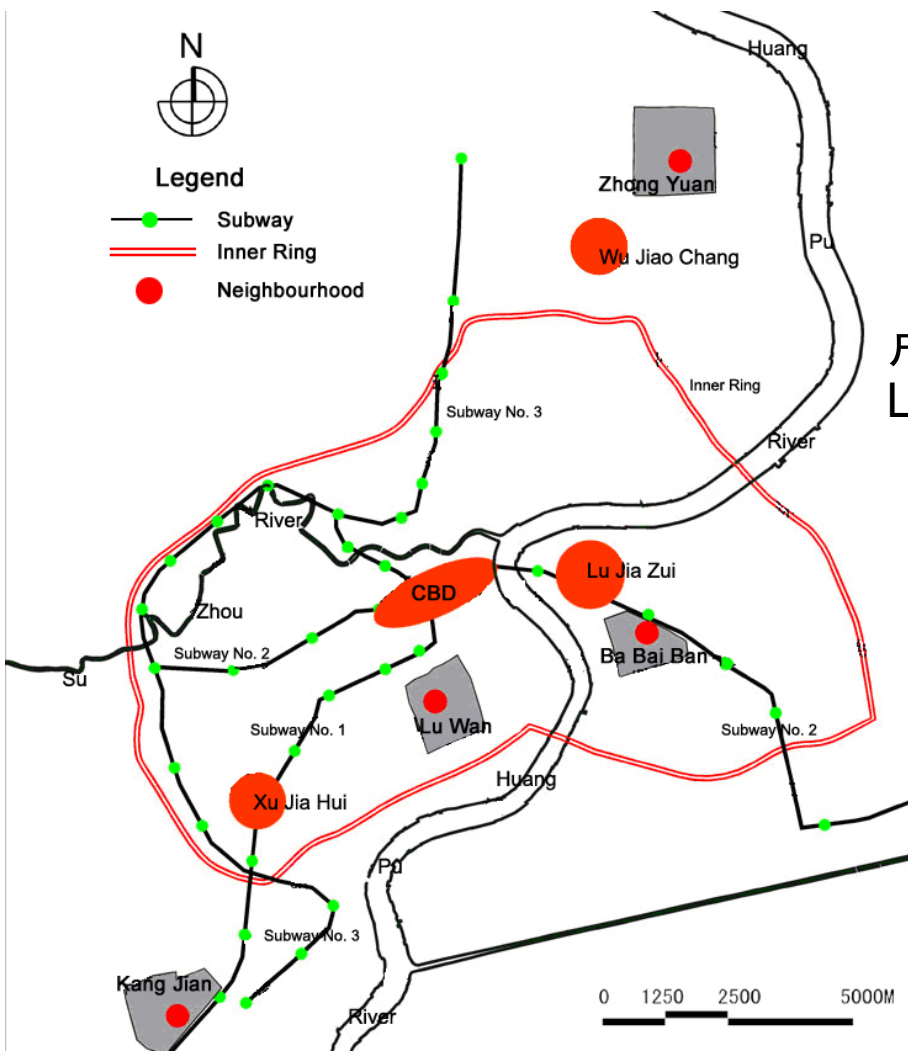 Huang
N
Zhong Yuan
Legend
Subway
Pu
Wu Jiao Chang
Inner Ring
Neighbourhood
Inner Ring
L
Subway No. 3
River
River
Lu Jia Zui
CBD
Zhou
Subway No. 2
Ba Bai Ban
Su
Lu Wan
Subway No. 1
Subway No. 2
Huang
Xu Jia Hui
Pu
Subway No. 3
Kang Jian
0 1250 2500 5000M
River